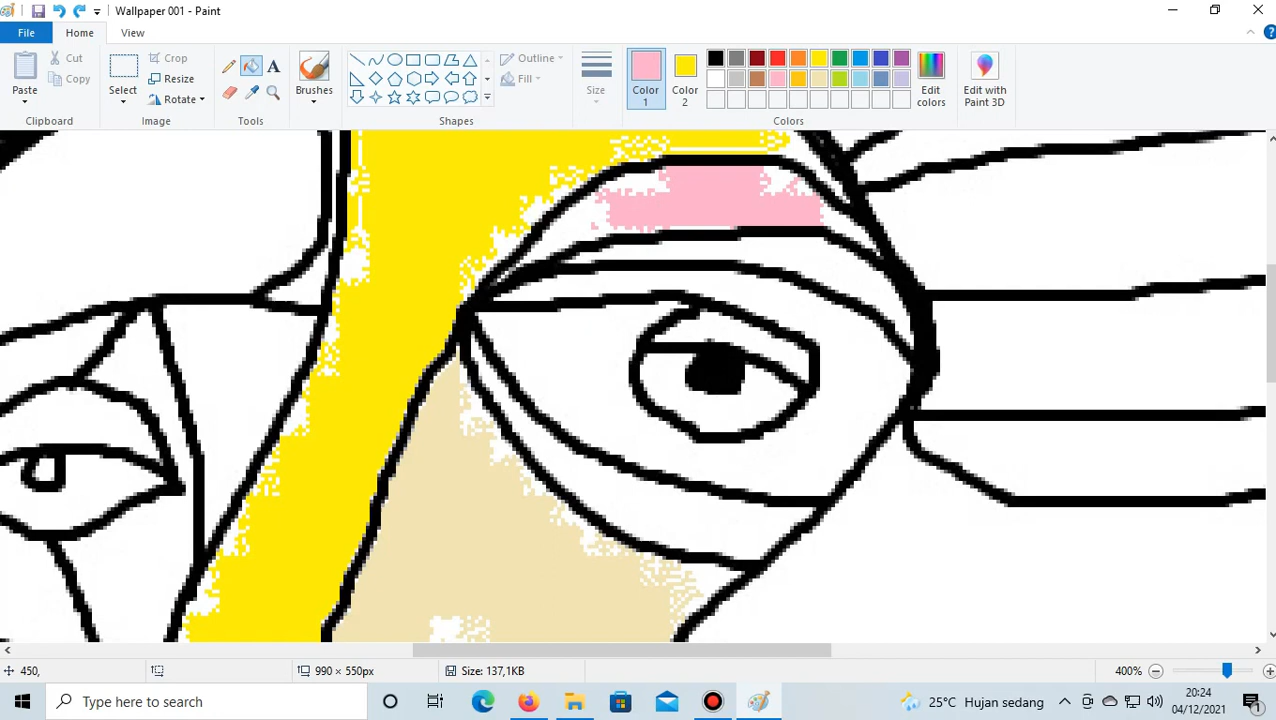 Wallpaper 001 - Paint
File
Home
View
Paste
Cut
Copy
Clipboard
Select
Crop
Resize
Rotate
Image
A
Tools
Brushes
Outline
Fill
Shapes
Size
Color
1
Color
2
Edit
colors
Edit with
Paint 3D
Colors
450,
990 × 550px
Size: 137,1KB
400%
Type here to search
25°C Hujan sedang
20:24
04/12/2021
1